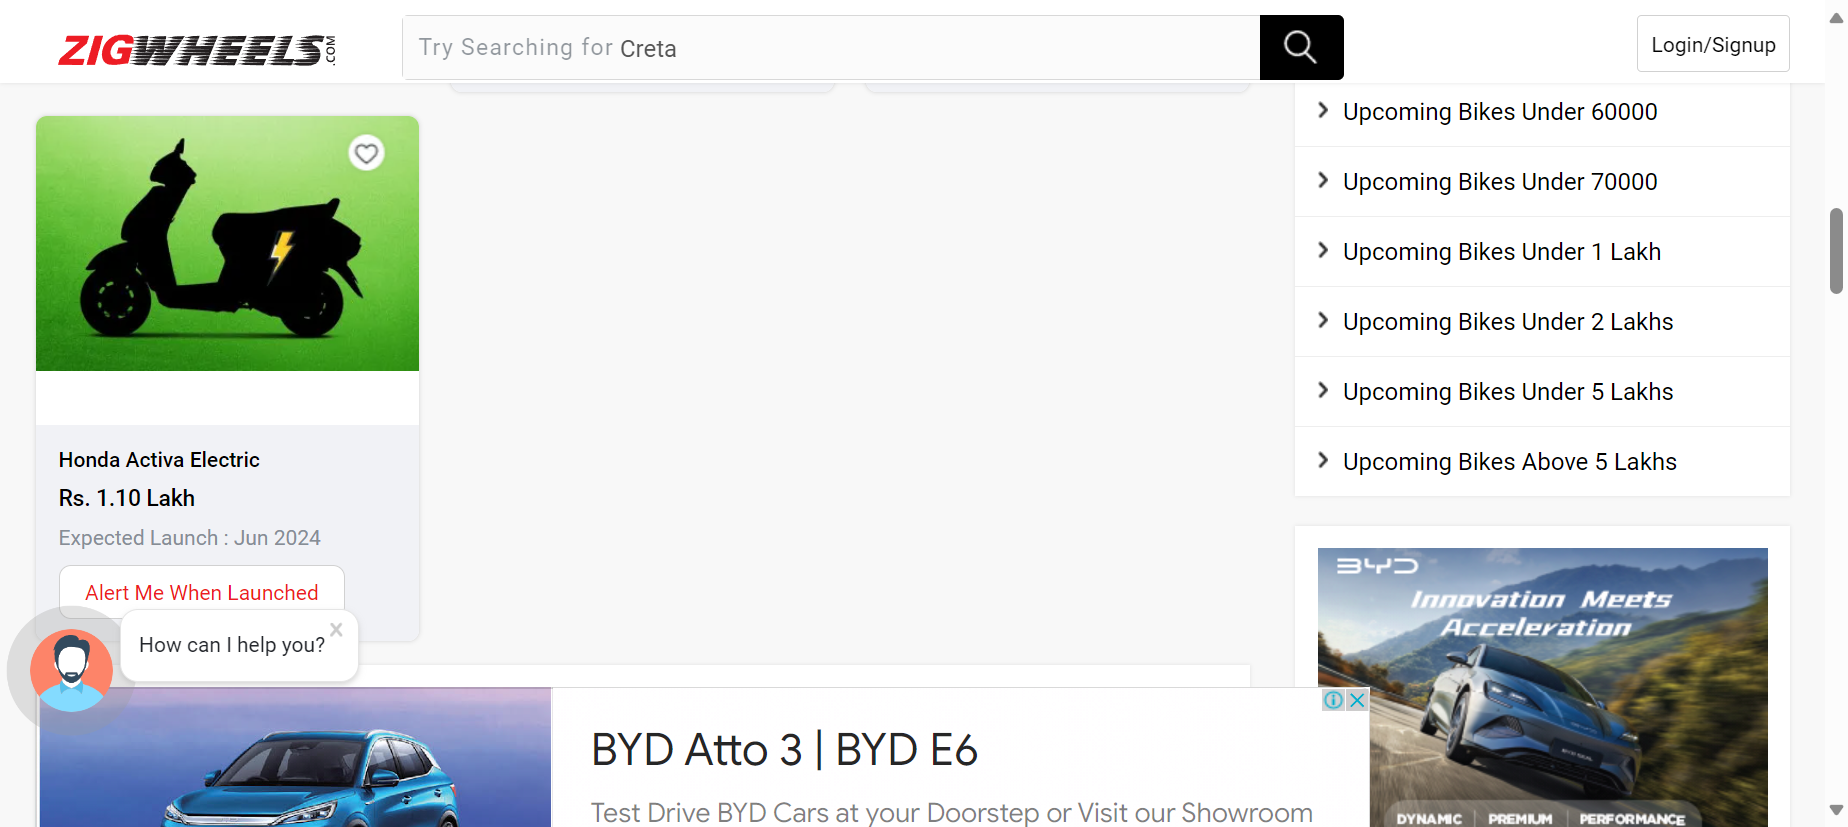 ZIGWHEELS.COM
Try Searching for Creta
Login/Signup
Honda Activa Electric
Rs. 1.10 Lakh
Expected Launch : Jun 2024
Alert Me When Launched
How can I help you?
Upcoming Bikes Under 60000
Upcoming Bikes Under 70000
Upcoming Bikes Under 1 Lakh
Upcoming Bikes Under 2 Lakhs
Upcoming Bikes Under 5 Lakhs
Upcoming Bikes Above 5 Lakhs
BYD
Innovation Meets
Acceleration
DYNAMIC | PREMIUM | PERFORMANCE
BYD Atto 3 | BYD E6
Test Drive BYD Cars at your Doorstep or Visit our Showroom